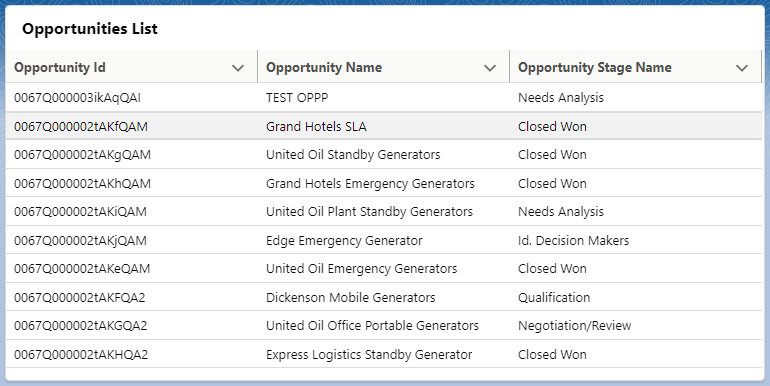 Opportunities List
Opportunity Id Opportunity Name Opportunity Stage Name
0067Q000003ikAqQAI TEST OPPP Needs Analysis
0067Q000002tAKfQAM Grand Hotels SLA Closed Won
0067Q000002tAKgQAM United Oil Standby Generators Closed Won
0067Q000002tAKhQAM Grand Hotels Emergency Generators Closed Won
0067Q000002tAKiQAM United Oil Plant Standby Generators Needs Analysis
0067Q000002tAKjQAM Edge Emergency Generator Id. Decision Makers
0067Q000002tAKeQAM United Oil Emergency Generators Closed Won
0067Q000002tAKFQA2 Dickenson Mobile Generators Qualification
0067Q000002tAKGQA2 United Oil Office Portable Generators Negotiation/Review
0067Q000002tAKHQA2 Express Logistics Standby Generator Closed Won